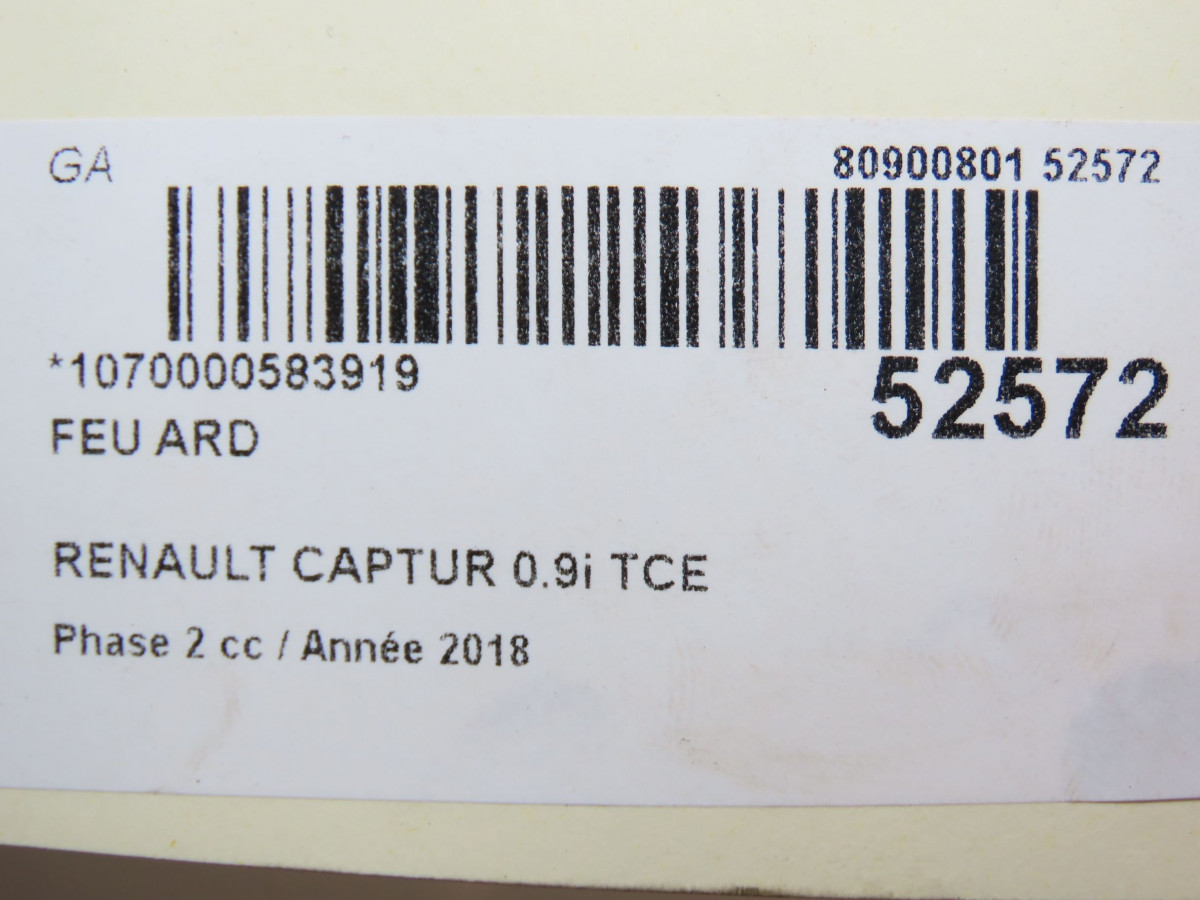 GA 80900801 52572
*1070000583919 52572
FEU ARD
RENAULT CAPTUR 0.9i TCE
Phase 2 cc / Année 2018